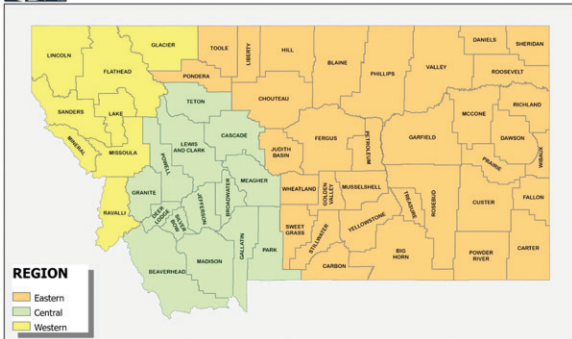 LINCOLN
FLATHEAD
GLACIER
TOOLE
LIBERTY
HILL
BLAINE
PHILLIPS
VALLEY
DANIELS
SHERIDAN
ROOSEVELT
PONDERA
SANDERS
LAKE
TETON
CHOUTEAU
MINERAL
MISSOULA
POWELL
LEWIS
AND CLARK
CASCADE
JUDITH
BASIN
FERGUS
PETROLEUM
GARFIELD
MCCONE
RICHLAND
DAWSON
WIBAUX
PRAIRIE
RAVALLI
GRANITE
DEER
LODGE
SILVER
BOW
JEFFERSON
BROADWATER
MEAGHER
WHEATLAND
GOLDEN
VALLEY
MUSSELSHELL
TREASURE
ROSEBUD
CUSTER
FALLON
SWEET
GRASS
STILLWATER
YELLOWSTONE
BIG
HORN
POWDER
RIVER
CARTER
BEAVERHEAD
MADISON
GALLATIN
PARK
CARBON
REGION
Eastern
Central
Western